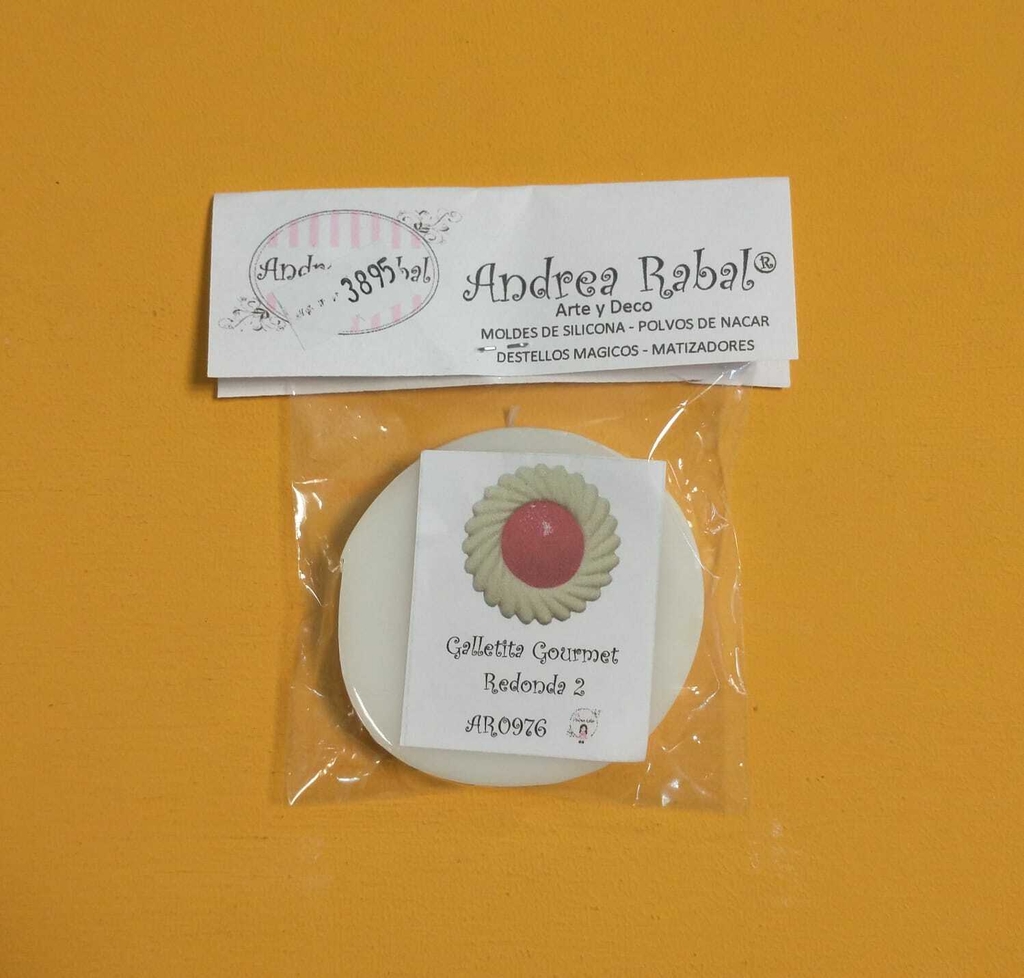 3895
Andrea Rabal®
Arte y Deco
MOLDES DE SILICONA - POLVOS DE NACAR
DESTELLOS MAGICOS - MATIZADORES
Galletita Gourmet
Redonda 2
AR0976